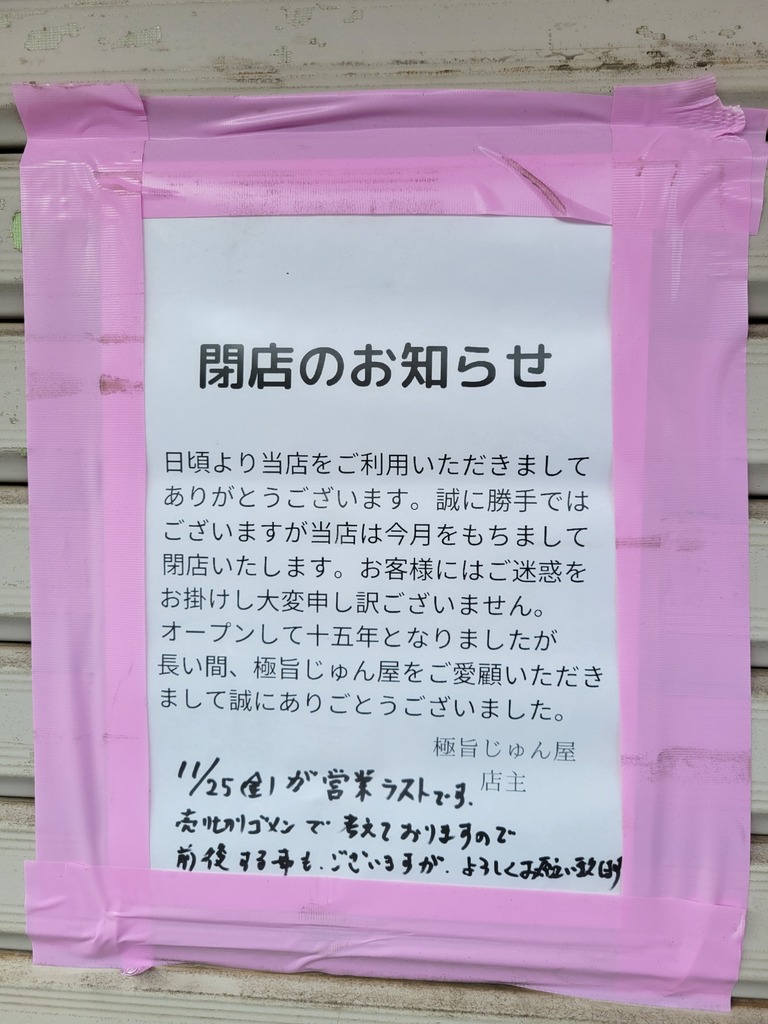 閉店のお知らせ
日頃より当店をご利用いただきまして
ありがとうございます。誠に勝手では
ございますが当店は今月をもちまして
閉店いたします。お客様にはご迷惑を
お掛けし大変申し訳ございません。
オープンして十五年となりましたが
長い間、極旨じゅん屋をご愛顧いただき
まして誠にありごとうございました。
極旨じゅん屋
店主
11/25(金)が営業ラストです。
売り切りゴメンで考えておりますので
前後する事も、ございますが、よろしくお願い致します